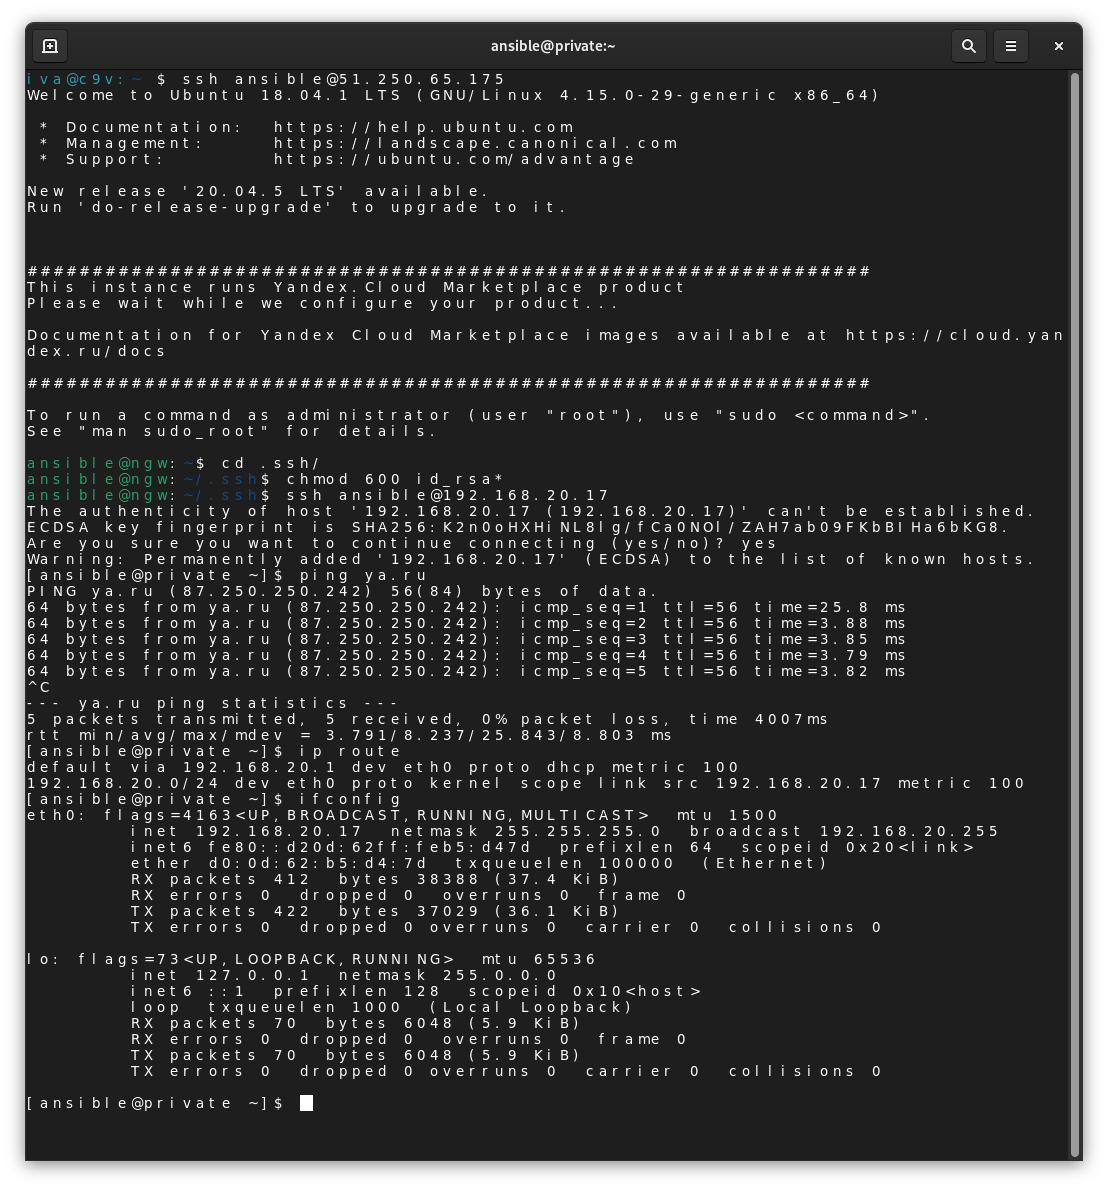 ansible@private:~
iva@c9v:~ $ ssh ansible@51.250.65.175
Welcome to Ubuntu 18.04.1 LTS (GNU/Linux 4.15.0-29-generic x86_64)
* Documentation:  https://help.ubuntu.com
* Management:     https://landscape.canonical.com
* Support:        https://ubuntu.com/advantage
New release '20.04.5 LTS' available.
Run 'do-release-upgrade' to upgrade to it.
#################################################################
This instance runs Yandex.Cloud Marketplace product
Please wait while we configure your product...
Documentation for Yandex Cloud Marketplace images available at https://cloud.yan
dex.ru/docs
#################################################################
To run a command as administrator (user "root"), use "sudo <command>".
See "man sudo_root" for details.
ansible@ngw:~$ cd .ssh/
ansible@ngw:~/.ssh$ chmod 600 id_rsa*
ansible@ngw:~/.ssh$ ssh ansible@192.168.20.17
The authenticity of host '192.168.20.17 (192.168.20.17)' can't be established.
ECDSA key fingerprint is SHA256:K2n0oHXHiNL8lg/fCa0NOl/ZAH7ab09FKbBIHa6bKG8.
Are you sure you want to continue connecting (yes/no)? yes
Warning: Permanently added '192.168.20.17' (ECDSA) to the list of known hosts.
[ansible@private ~]$ ping ya.ru
PING ya.ru (87.250.250.242) 56(84) bytes of data.
64 bytes from ya.ru (87.250.250.242): icmp_seq=1 ttl=56 time=25.8 ms
64 bytes from ya.ru (87.250.250.242): icmp_seq=2 ttl=56 time=3.88 ms
64 bytes from ya.ru (87.250.250.242): icmp_seq=3 ttl=56 time=3.85 ms
64 bytes from ya.ru (87.250.250.242): icmp_seq=4 ttl=56 time=3.79 ms
64 bytes from ya.ru (87.250.250.242): icmp_seq=5 ttl=56 time=3.82 ms
^C
--- ya.ru ping statistics ---
5 packets transmitted, 5 received, 0% packet loss, time 4007ms
rtt min/avg/max/mdev = 3.791/8.237/25.843/8.803 ms
[ansible@private ~]$ ip route
default via 192.168.20.1 dev eth0 proto dhcp metric 100
192.168.20.0/24 dev eth0 proto kernel scope link src 192.168.20.17 metric 100
[ansible@private ~]$ ifconfig
eth0: flags=4163<UP,BROADCAST,RUNNING,MULTICAST>  mtu 1500
inet 192.168.20.17  netmask 255.255.255.0  broadcast 192.168.20.255
inet6 fe80::d20d:62ff:feb5:d47d  prefixlen 64  scopeid 0x20<link>
ether d0:0d:62:b5:d4:7d  txqueuelen 100000  (Ethernet)
RX packets 412  bytes 38388 (37.4 KiB)
RX errors 0  dropped 0  overruns 0  frame 0
TX packets 422  bytes 37029 (36.1 KiB)
TX errors 0  dropped 0 overruns 0  carrier 0  collisions 0
lo: flags=73<UP,LOOPBACK,RUNNING>  mtu 65536
inet 127.0.0.1  netmask 255.0.0.0
inet6 ::1  prefixlen 128  scopeid 0x10<host>
loop  txqueuelen 1000  (Local Loopback)
RX packets 70  bytes 6048 (5.9 KiB)
RX errors 0  dropped 0  overruns 0  frame 0
TX packets 70  bytes 6048 (5.9 KiB)
TX errors 0  dropped 0 overruns 0  carrier 0  collisions 0
[ansible@private ~]$